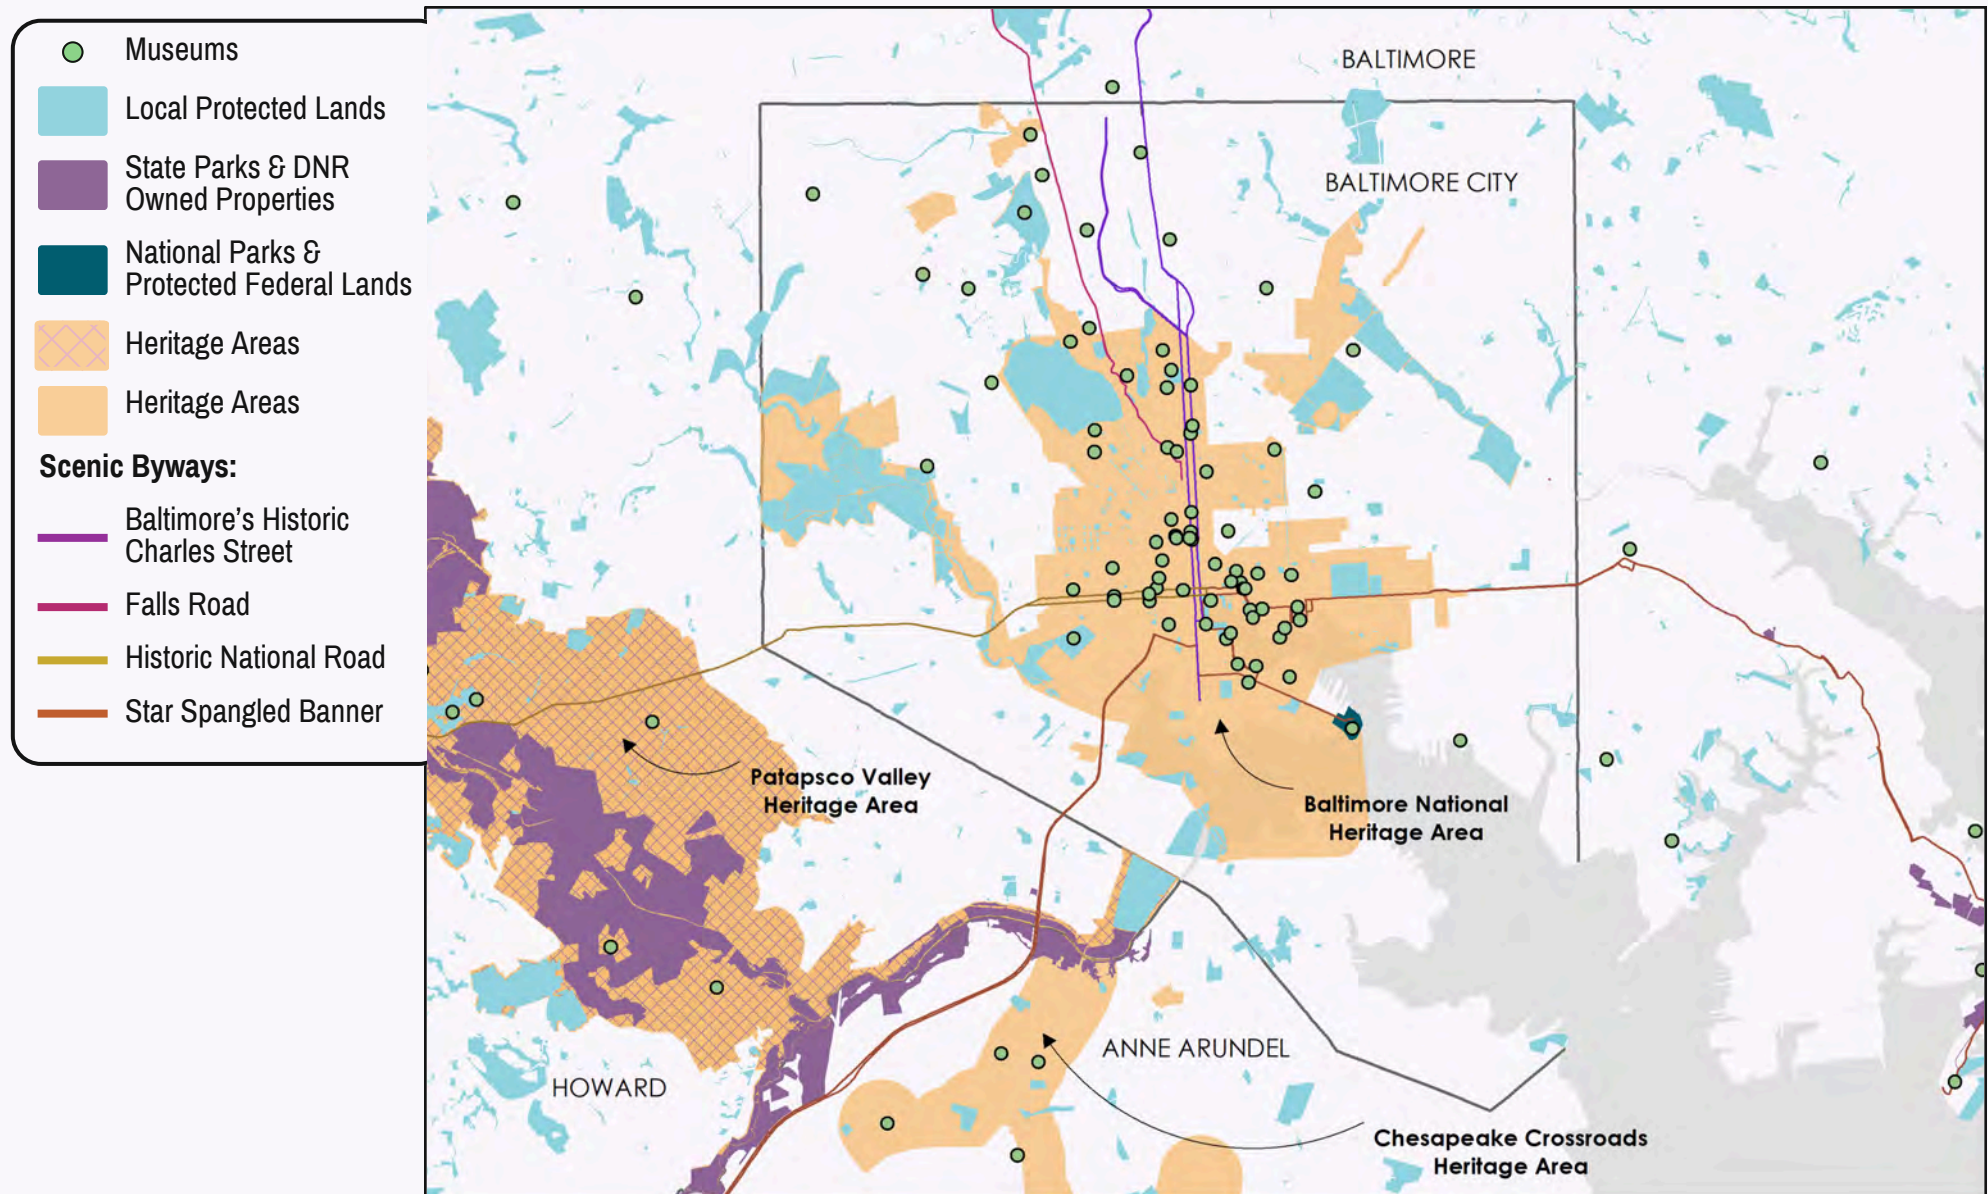 Museums
Local Protected Lands
State Parks & DNR
Owned Properties
National Parks &
Protected Federal Lands
Heritage Areas
Heritage Areas
Scenic Byways:
Baltimore's Historic
Charles Street
Falls Road
Historic National Road
Star Spangled Banner
BALTIMORE
BALTIMORE CITY
Patapsco Valley
Heritage Area
Baltimore National
Heritage Area
ANNE ARUNDEL
HOWARD
Chesapeake Crossroads
Heritage Area